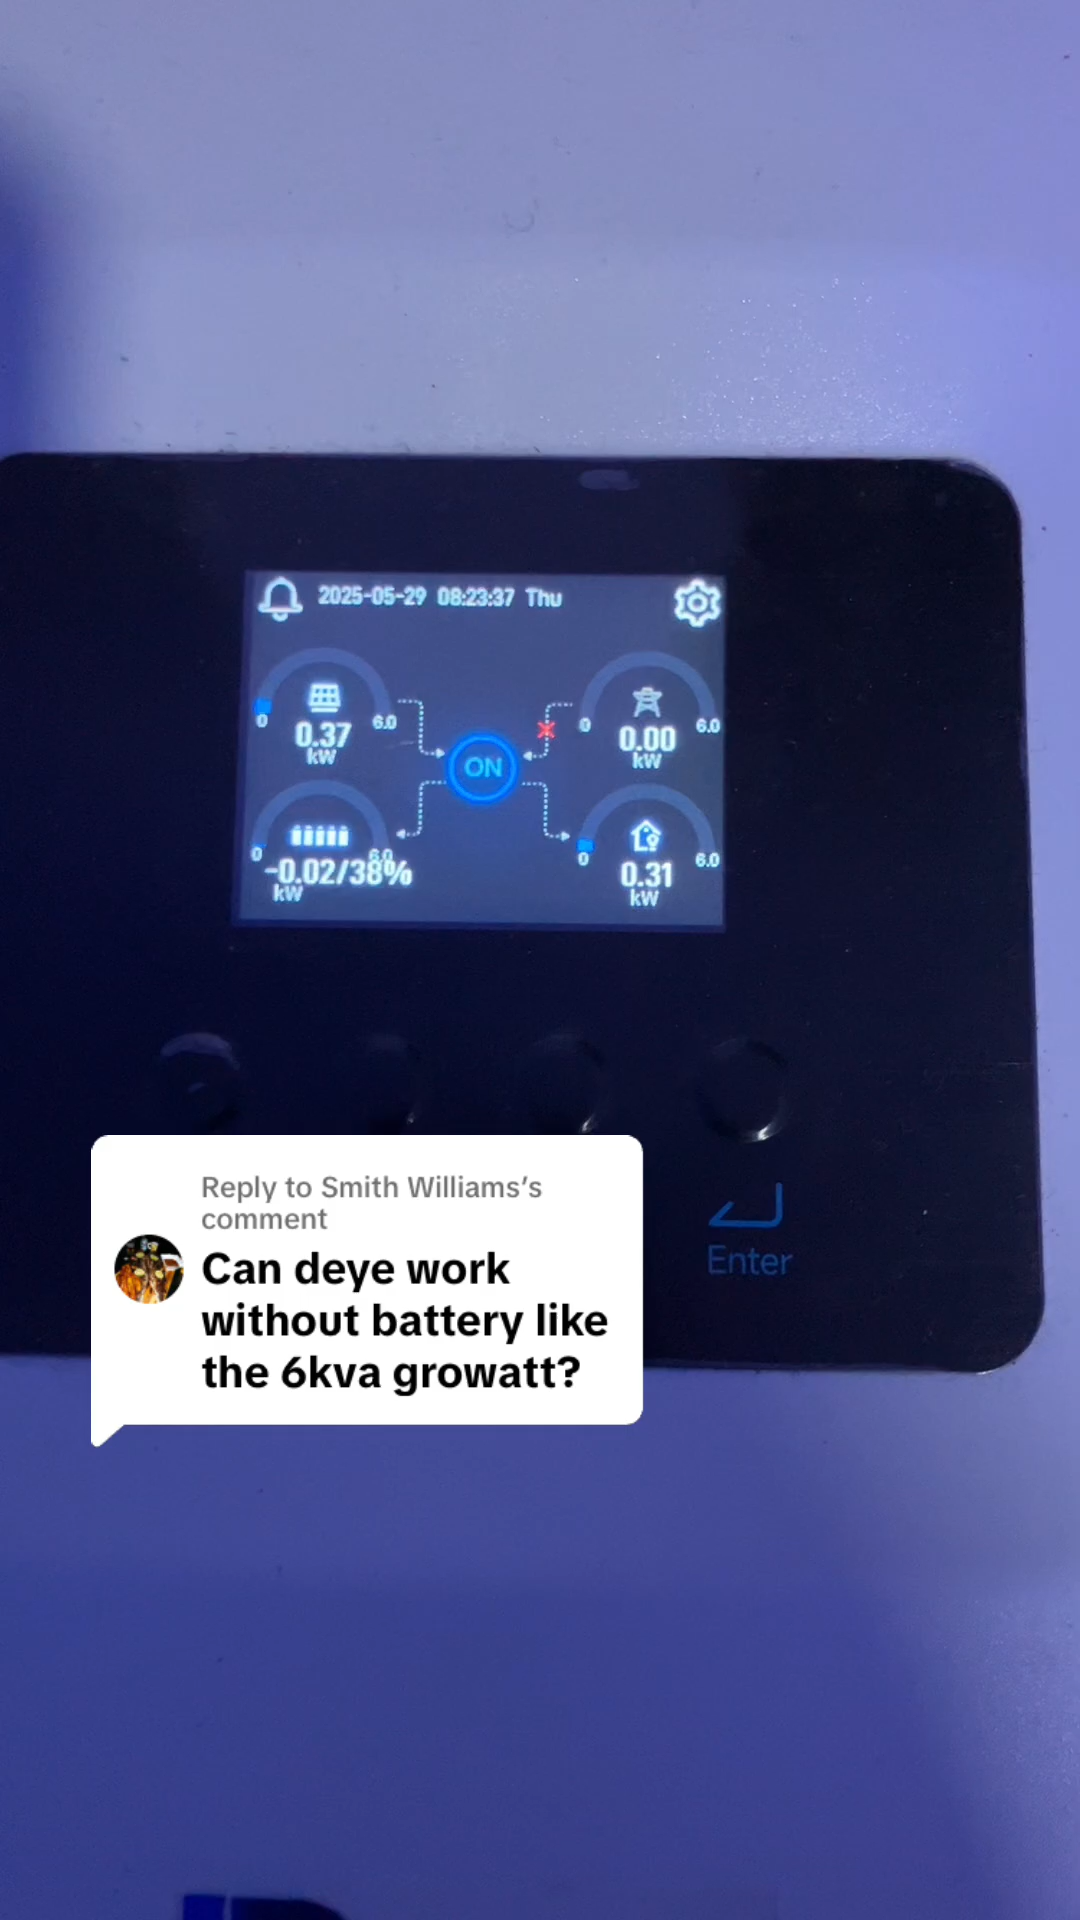 2025-05-29 08:23:37 Thu
0 0.37 6.0
kW
0 0.00 6.0
kW
ON
0 6.0
-0.02/38%
kW
0 0.31 6.0
kW
Reply to Smith Williams's
comment
Can deye work
without battery like
the 6kva growatt?
Enter